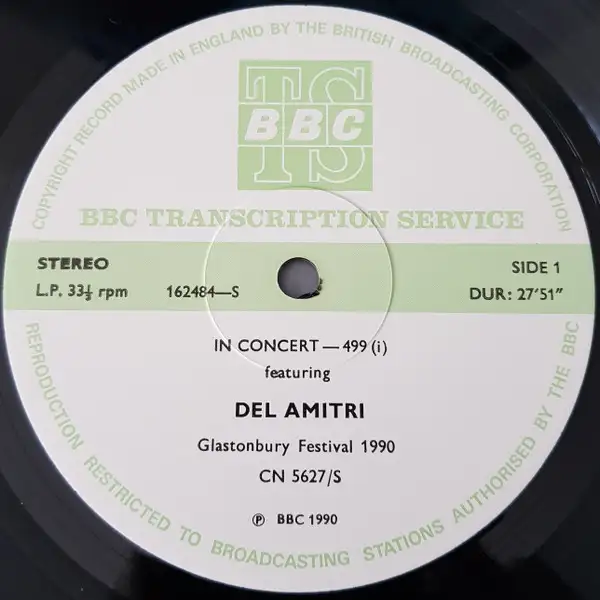 COPYRIGHT RECORD MADE IN ENGLAND BY THE BRITISH BROADCASTING CORPORATION
TS
BBC
BBC TRANSCRIPTION SERVICE
STEREO
SIDE 1
L.P. 33⅓ rpm
162484—S
DUR: 27'51"
IN CONCERT — 499 (i)
featuring
DEL AMITRI
Glastonbury Festival 1990
CN 5627/S
℗ BBC 1990
REPRODUCTION RESTRICTED TO BROADCASTING STATIONS AUTHORISED BY THE BBC